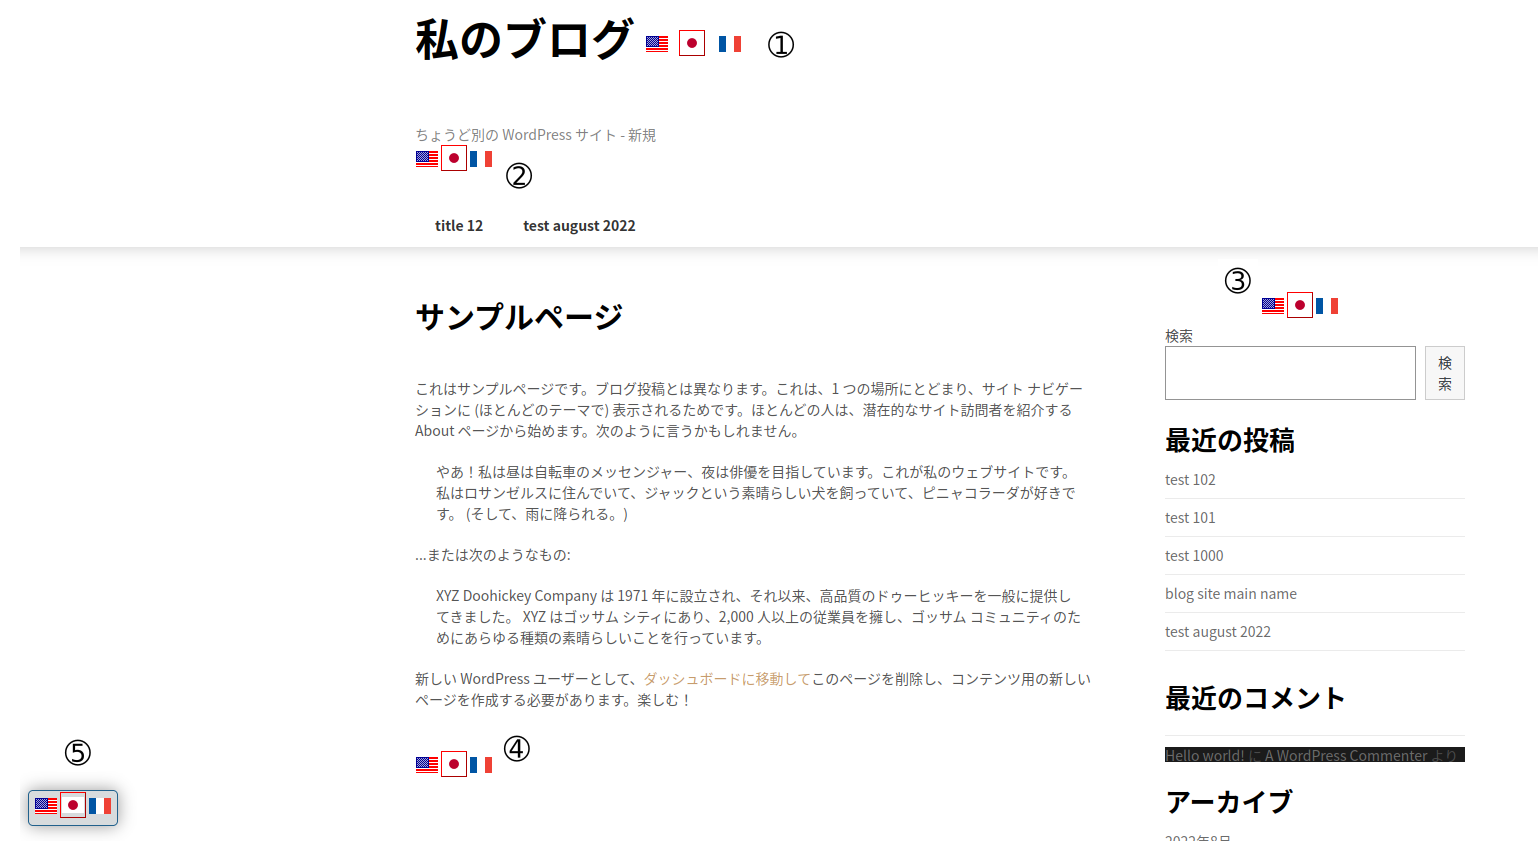 私のブログ ①
ちょうど別の WordPress サイト - 新規
②
title 12 test august 2022
サンプルページ
これはサンプルページです。ブログ投稿とは異なります。これは、1 つの場所にとどまり、サイト ナビゲー
ションに (ほとんどのテーマで) 表示されるためです。ほとんどの人は、潜在的なサイト訪問者を紹介する
About ページから始めます。次のように言うかもしれません。
やあ！私は昼は自転車のメッセンジャー、夜は俳優を目指しています。これが私のウェブサイトです。
私はロサンゼルスに住んでいて、ジャックという素晴らしい犬を飼っていて、ピニャコラーダが好きで
す。 (そして、雨に降られる。)
...または次のようなもの:
XYZ Doohickey Company は 1971 年に設立され、それ以来、高品質のドゥーヒッキーを一般に提供し
てきました。 XYZ はゴッサム シティにあり、2,000 人以上の従業員を擁し、ゴッサム コミュニティのた
めにあらゆる種類の素晴らしいことを行っています。
新しい WordPress ユーザーとして、ダッシュボードに移動してこのページを削除し、コンテンツ用の新しい
ページを作成する必要があります。楽しむ！
④
⑤
③
検索
検
索
最近の投稿
test 102
test 101
test 1000
blog site main name
test august 2022
最近のコメント
Hello world! に A WordPress Commenter より
アーカイブ
2022年8月